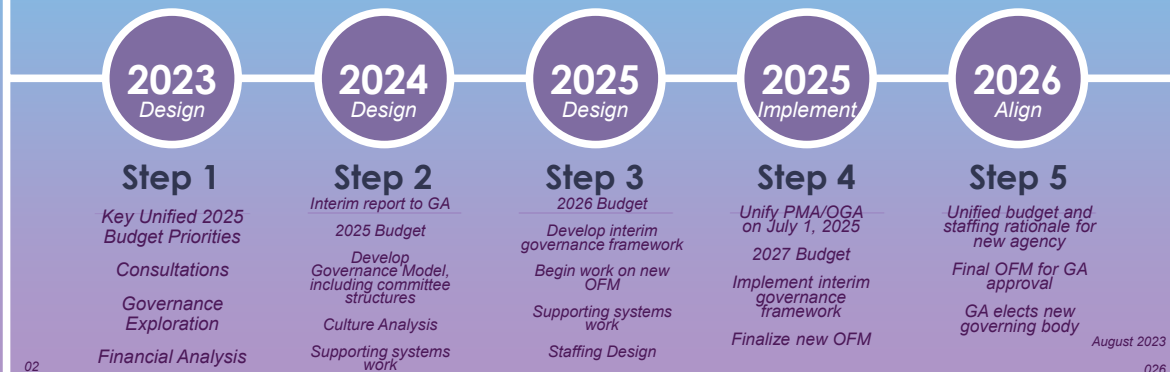 2023
Design
Step 1
Key Unified 2025
Budget Priorities
Consultations
Governance
Exploration
Financial Analysis
2024
Design
Step 2
Interim report to GA
2025 Budget
Develop
Governance Model,
including committee
structures
Culture Analysis
Supporting systems
work
2025
Design
Step 3
2026 Budget
Develop interim
governance framework
Begin work on new
OFM
Supporting systems
work
Staffing Design
2025
Implement
Step 4
Unify PMA/OGA
on July 1, 2025
2027 Budget
Implement interim
governance
framework
Finalize new OFM
2026
Align
Step 5
Unified budget and
staffing rationale for
new agency
Final OFM for GA
approval
GA elects new
governing body
August 2023
02
026